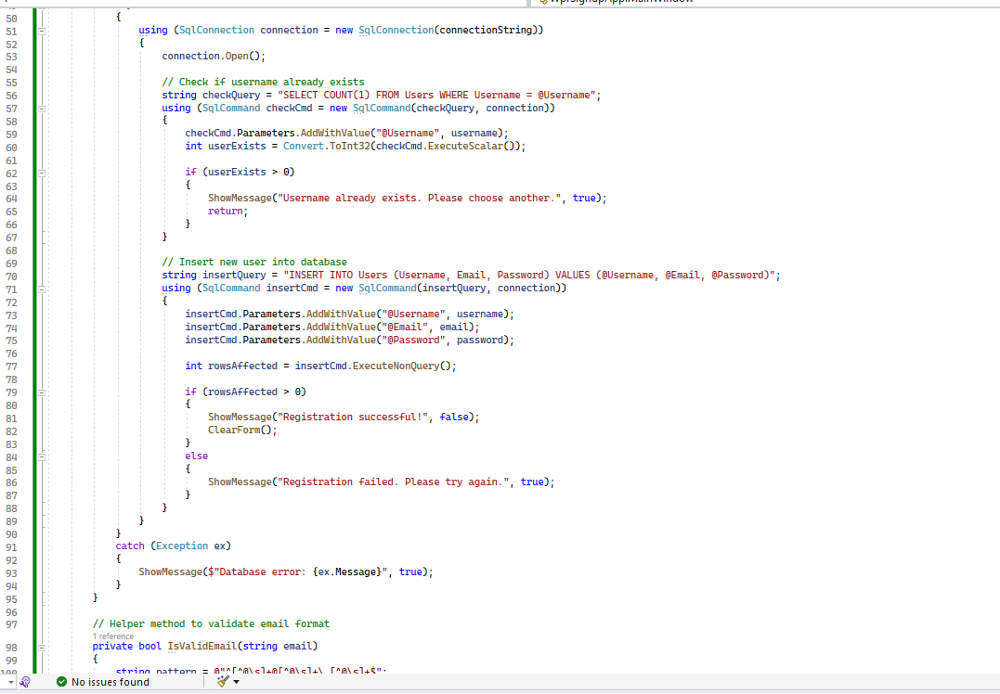 WpfSignupApp.MainWindow
50 {
51 using (SqlConnection connection = new SqlConnection(connectionString))
52 {
53 connection.Open();
54
55 // Check if username already exists
56 string checkQuery = "SELECT COUNT(1) FROM Users WHERE Username = @Username";
57 using (SqlCommand checkCmd = new SqlCommand(checkQuery, connection))
58 {
59 checkCmd.Parameters.AddWithValue("@Username", username);
60 int userExists = Convert.ToInt32(checkCmd.ExecuteScalar());
61
62 if (userExists > 0)
63 {
64 ShowMessage("Username already exists. Please choose another.", true);
65 return;
66 }
67 }
68
69 // Insert new user into database
70 string insertQuery = "INSERT INTO Users (Username, Email, Password) VALUES (@Username, @Email, @Password)";
71 using (SqlCommand insertCmd = new SqlCommand(insertQuery, connection))
72 {
73 insertCmd.Parameters.AddWithValue("@Username", username);
74 insertCmd.Parameters.AddWithValue("@Email", email);
75 insertCmd.Parameters.AddWithValue("@Password", password);
76
77 int rowsAffected = insertCmd.ExecuteNonQuery();
78
79 if (rowsAffected > 0)
80 {
81 ShowMessage("Registration successful!", false);
82 ClearForm();
83 }
84 else
85 {
86 ShowMessage("Registration failed. Please try again.", true);
87 }
88 }
89 }
90 }
91 catch (Exception ex)
92 {
93 ShowMessage($"Database error: {ex.Message}", true);
94 }
95 }
96
97 // Helper method to validate email format
1 reference
98 private bool IsValidEmail(string email)
99 {
100 string pattern = @"^[^@\s]+@[^@\s]+\.[^@\s]+$";
No issues found